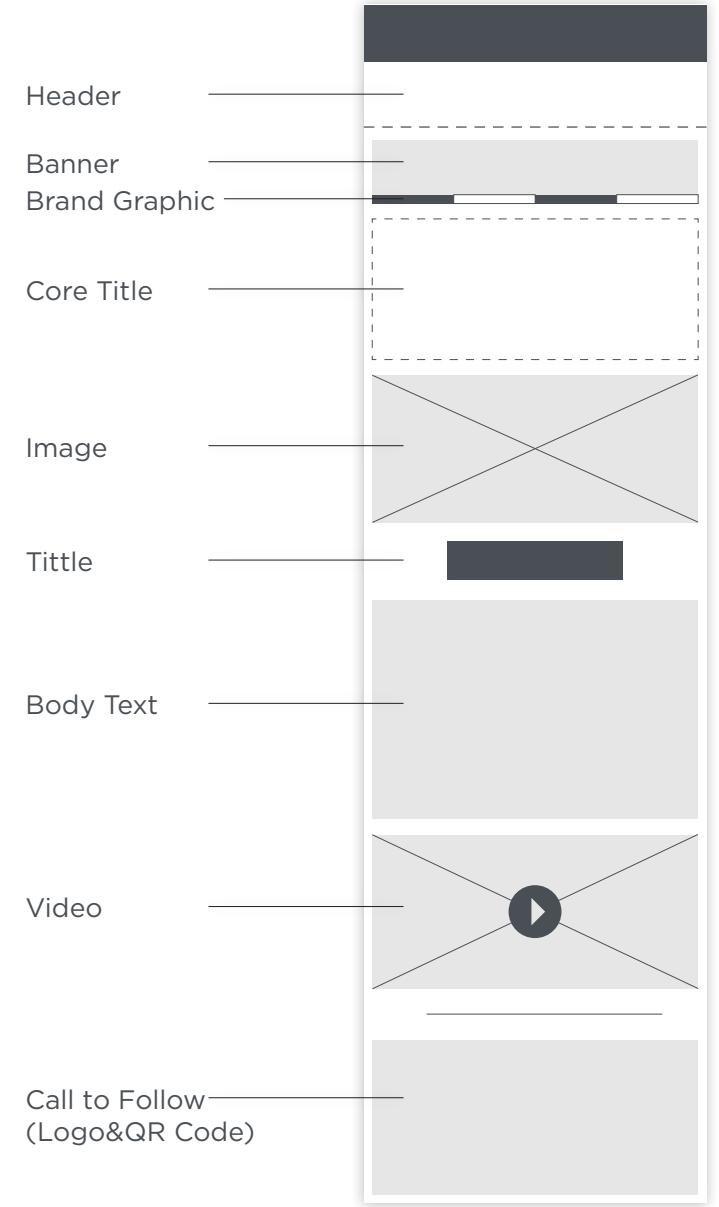 Header
Banner
Brand Graphic
Core Title
Image
Tittle
Body Text
Video
Call to Follow
(Logo&QR Code)